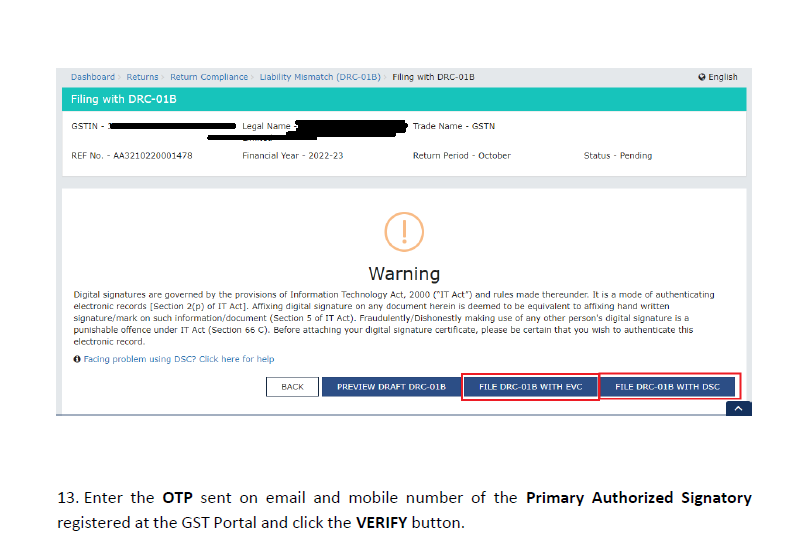 Dashboard › Returns › Return Compliance › Liability Mismatch (DRC-01B) › Filing with DRC-01B English
Filing with DRC-01B
GSTIN - Legal Name - Trade Name - GSTN
REF No. - AA3210220001478 Financial Year - 2022-23 Return Period - October Status - Pending
Warning
Digital signatures are governed by the provisions of Information Technology Act, 2000 ("IT Act") and rules made thereunder. It is a mode of authenticating
electronic records [Section 2(p) of IT Act]. Affixing digital signature on any document herein is deemed to be equivalent to affixing hand written
signature/mark on such information/document (Section 5 of IT Act). Fraudulently/Dishonestly making use of any other person's digital signature is a
punishable offence under IT Act (Section 66 C). Before attaching your digital signature certificate, please be certain that you wish to authenticate this
electronic record.
Facing problem using DSC? Click here for help
BACK PREVIEW DRAFT DRC-01B FILE DRC-01B WITH EVC FILE DRC-01B WITH DSC
13. Enter the OTP sent on email and mobile number of the Primary Authorized Signatory
registered at the GST Portal and click the VERIFY button.